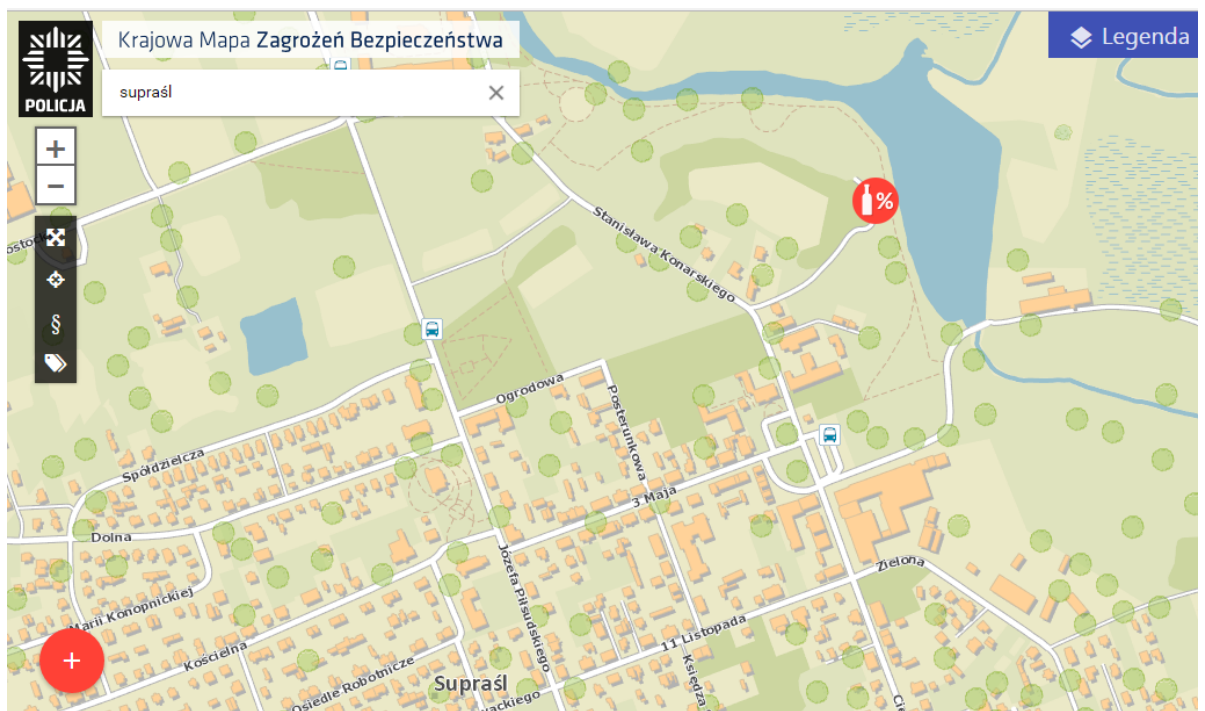 POLICJA
Krajowa Mapa Zagrożeń Bezpieczeństwa
Legenda
supraśl
×
+
−
§
%
Stanisława Konarskiego
Ogrodowa
Posterunkowa
Spółdzielcza
3 Maja
Dolna
Józefa Piłsudskiego
Zielona
Marii Konopnickiej
11 Listopada
Kościelna
Osiedle Robotnicze
Supraśl
Księdza
+